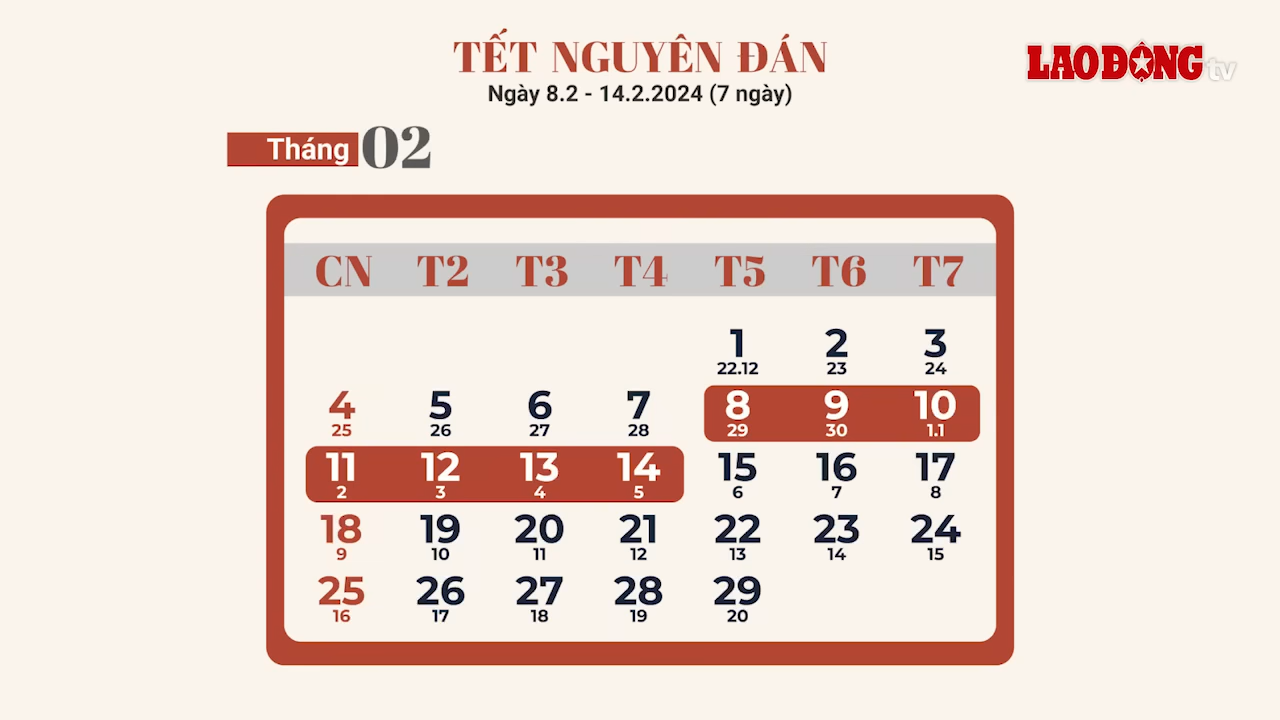 TẾT NGUYÊN ĐÁN
Ngày 8.2 - 14.2.2024 (7 ngày)
LAO ĐỘNG tv
Tháng 02
CN T2 T3 T4 T5 T6 T7
1 2 3
22.12 23 24
4 5 6 7 8 9 10
25 26 27 28 29 30 1.1
11 12 13 14 15 16 17
2 3 4 5 6 7 8
18 19 20 21 22 23 24
9 10 11 12 13 14 15
25 26 27 28 29
16 17 18 19 20